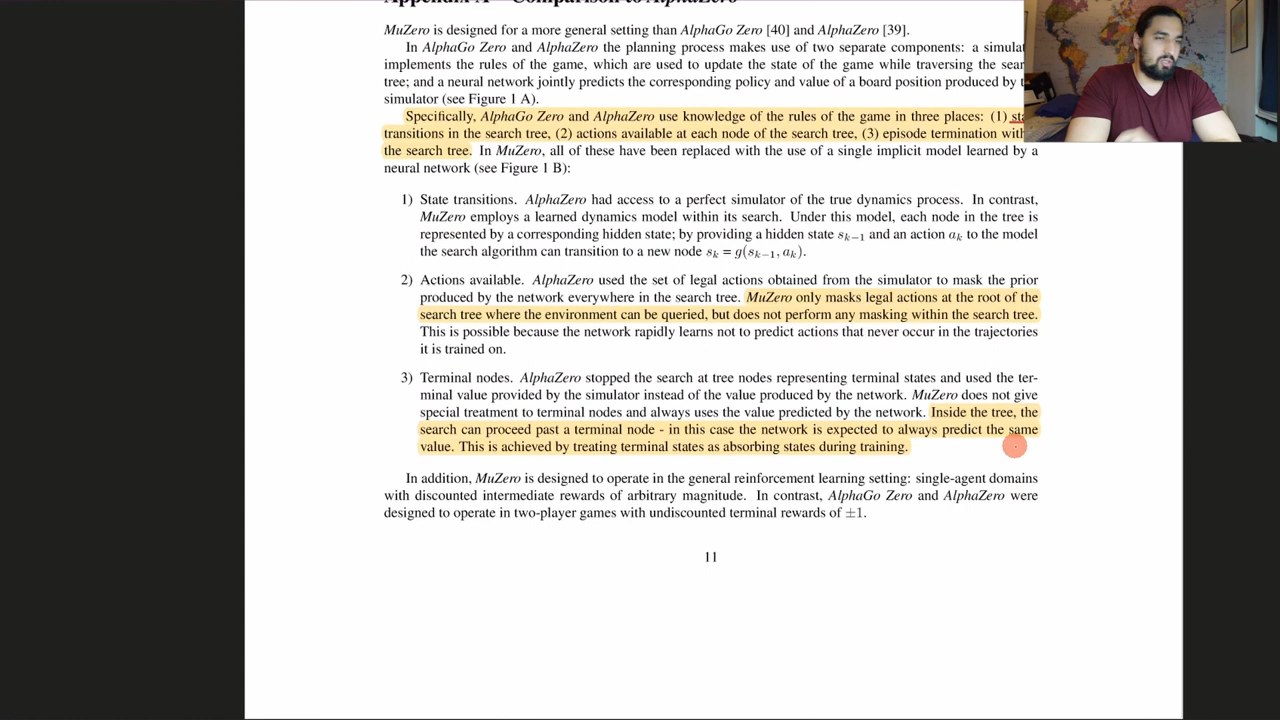 Appendix A Comparison to AlphaZero
MuZero is designed for a more general setting than AlphaGo Zero [40] and AlphaZero [39].
In AlphaGo Zero and AlphaZero the planning process makes use of two separate components: a
implements the rules of the game, which are used to update the state of the game while traversing the
tree; and a neural network jointly predicts the corresponding policy and value of a board position produced by
simulator (see Figure 1 A).
Specifically, AlphaGo Zero and AlphaZero use knowledge of the rules of the game in three places: (1)
transitions in the search tree, (2) actions available at each node of the search tree, (3) episode termination
the search tree. In MuZero, all of these have been replaced with the use of a single implicit model learned by a
neural network (see Figure 1 B):
1) State transitions. AlphaZero had access to a perfect simulator of the true dynamics process. In contrast,
MuZero employs a learned dynamics model within its search. Under this model, each node in the tree is
represented by a corresponding hidden state; by providing a hidden state sₖ₋₁ and an action aₖ to the model
the search algorithm can transition to a new node sₖ = g(sₖ₋₁, aₖ).
2) Actions available. AlphaZero used the set of legal actions obtained from the simulator to mask the prior
produced by the network everywhere in the search tree. MuZero only masks legal actions at the root of the
search tree where the environment can be queried, but does not perform any masking within the search tree.
This is possible because the network rapidly learns not to predict actions that never occur in the trajectories
it is trained on.
3) Terminal nodes. AlphaZero stopped the search at tree nodes representing terminal states and used the ter-
minal value provided by the simulator instead of the value produced by the network. MuZero does not give
special treatment to terminal nodes and always uses the value predicted by the network. Inside the tree, the
search can proceed past a terminal node - in this case the network is expected to always predict the same
value. This is achieved by treating terminal states as absorbing states during training.
In addition, MuZero is designed to operate in the general reinforcement learning setting: single-agent domains
with discounted intermediate rewards of arbitrary magnitude. In contrast, AlphaGo Zero and AlphaZero were
designed to operate in two-player games with undiscounted terminal rewards of ±1.
11